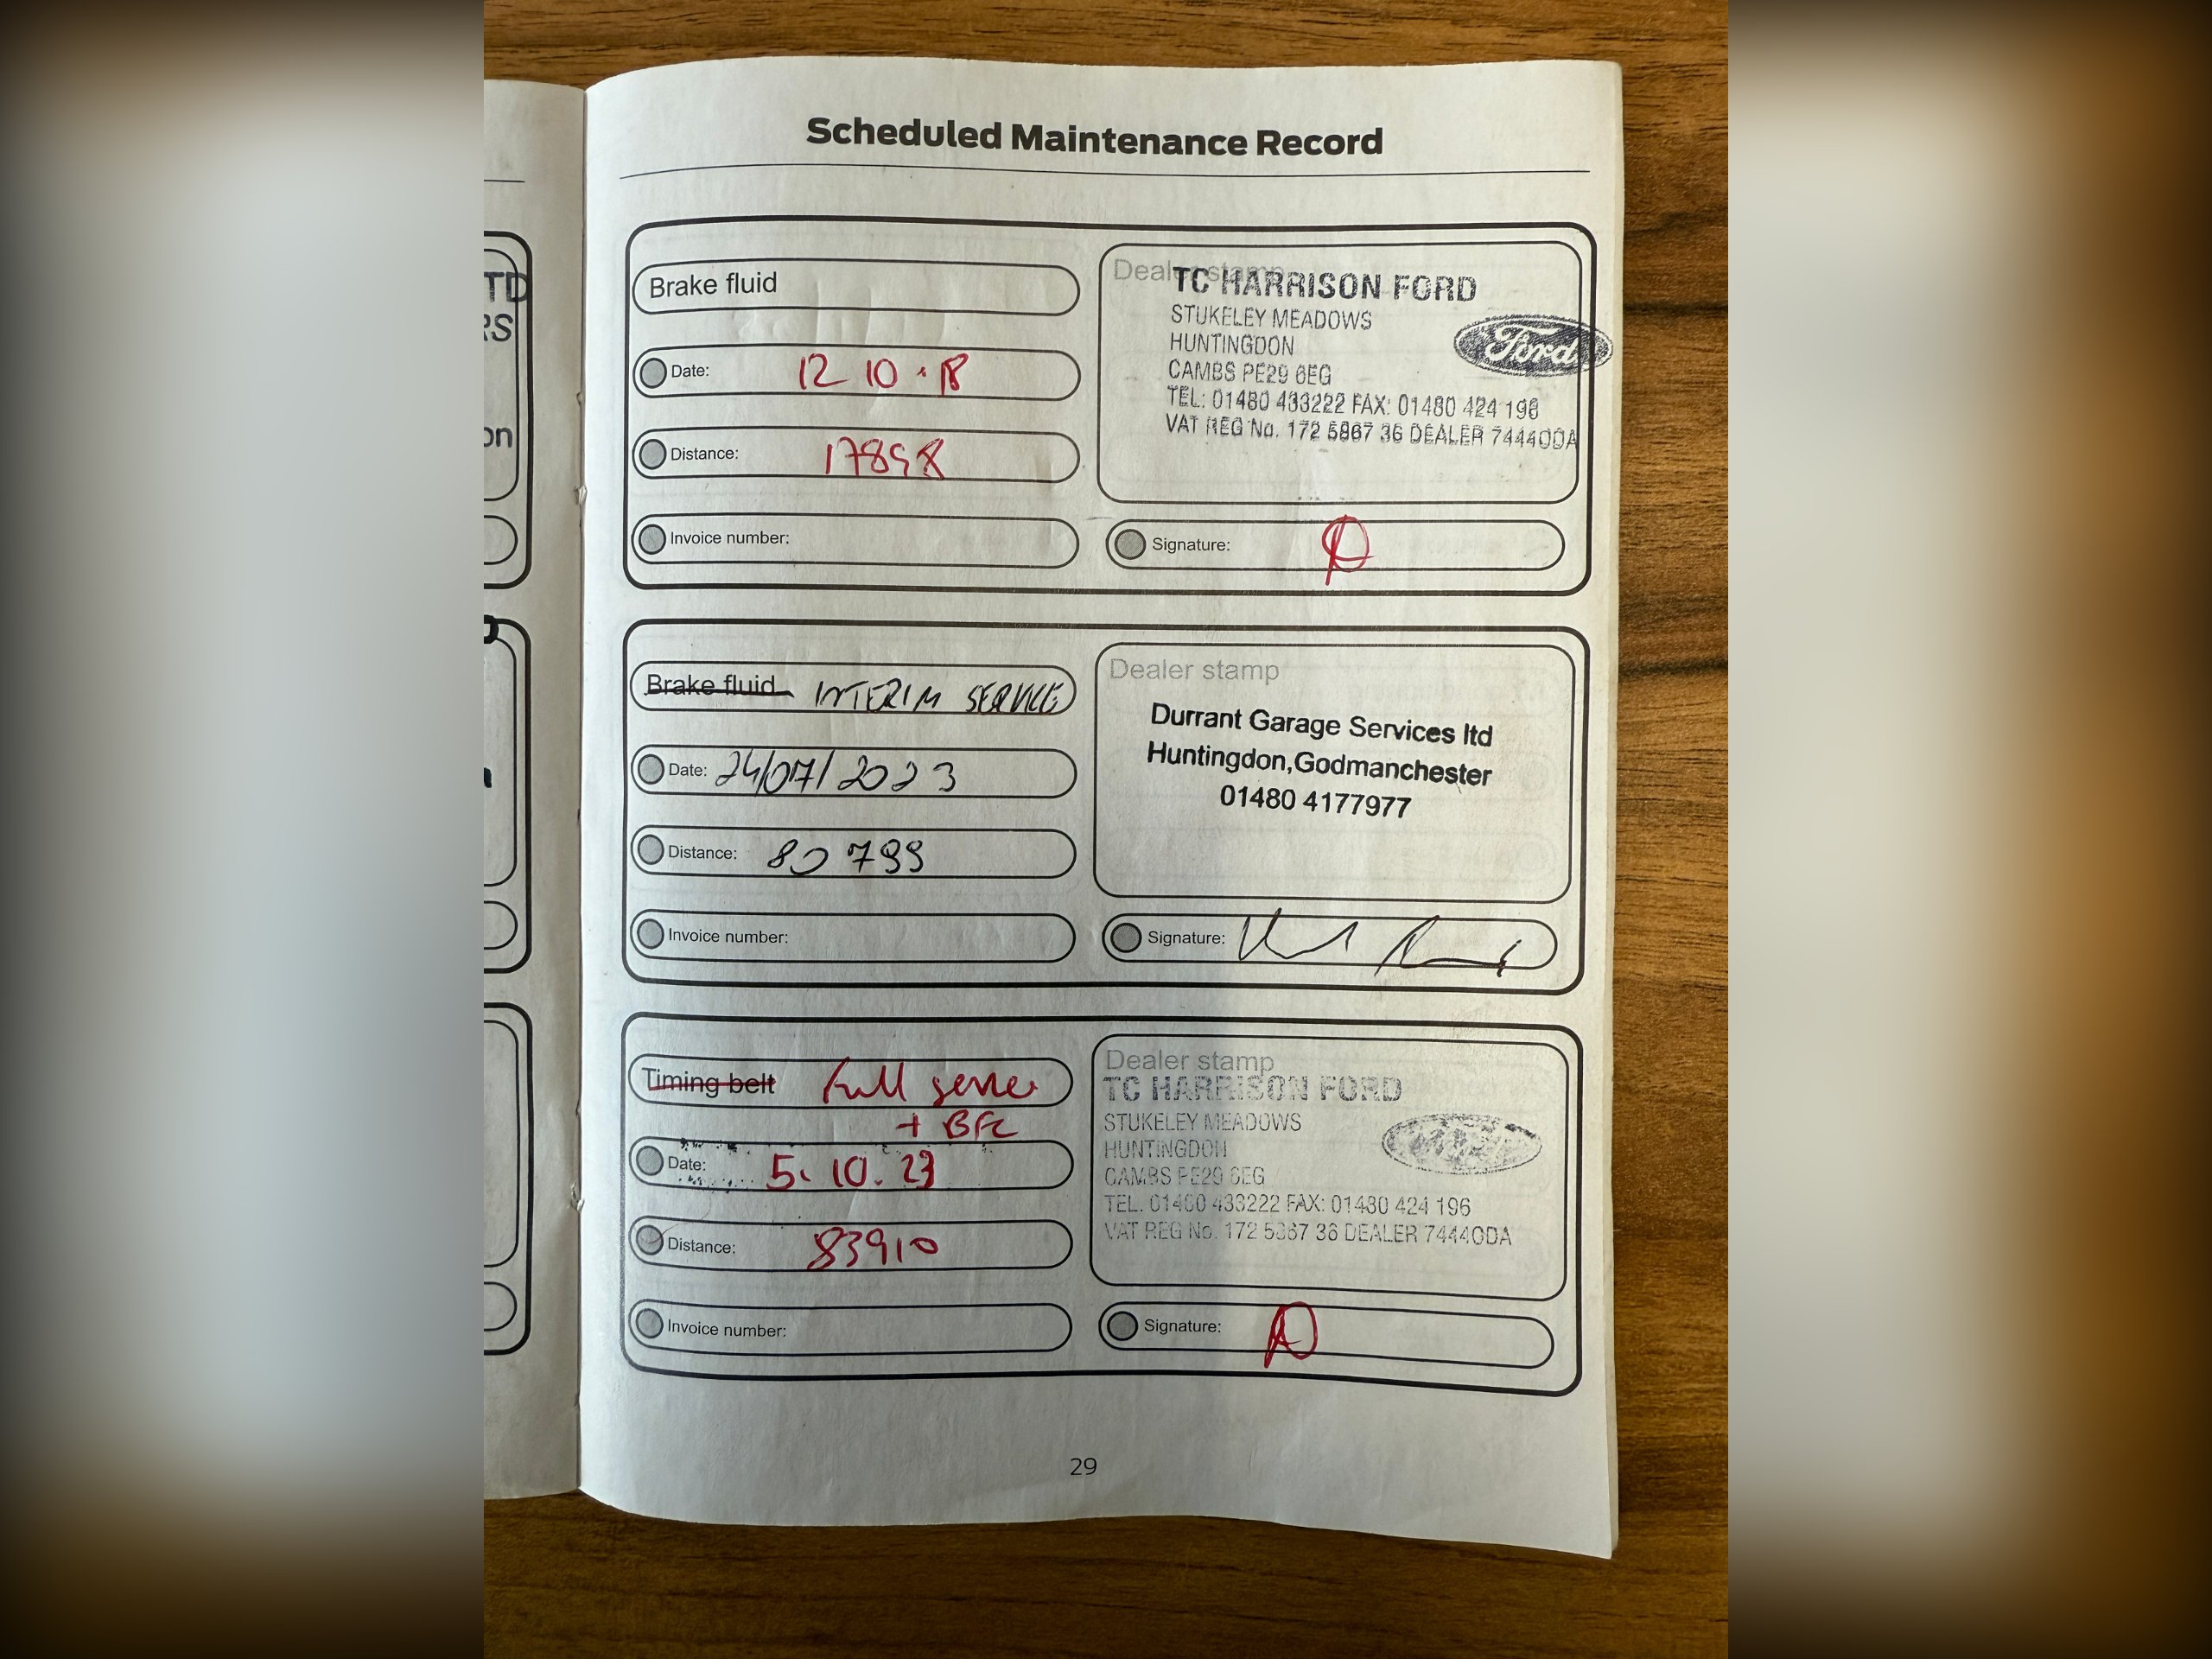 TD
RS
on
Scheduled Maintenance Record
Brake fluid
Date: 12 10 . 18
Distance: 17898
Invoice number:
Dealer stamp
TC HARRISON FORD
STUKELEY MEADOWS
HUNTINGDON
CAMBS PE29 6EG
TEL: 01480 433222 FAX: 01480 424 196
VAT REG No. 172 5867 36 DEALER 74440DA
Ford
Signature:
Brake fluid INTERIM SERVICE
Date: 24/07/2023
Distance: 80799
Invoice number:
Dealer stamp
Durrant Garage Services ltd
Huntingdon,Godmanchester
01480 4177977
Signature:
Timing belt Full service
+ BFC
Date: 5. 10. 23
Distance: 83910
Invoice number:
Dealer stamp
TC HARRISON FORD
STUKELEY MEADOWS
HUNTINGDON
CAMBS PE29 6EG
TEL. 01480 433222 FAX: 01480 424 196
VAT REG No. 172 5867 36 DEALER 74440DA
Signature:
29